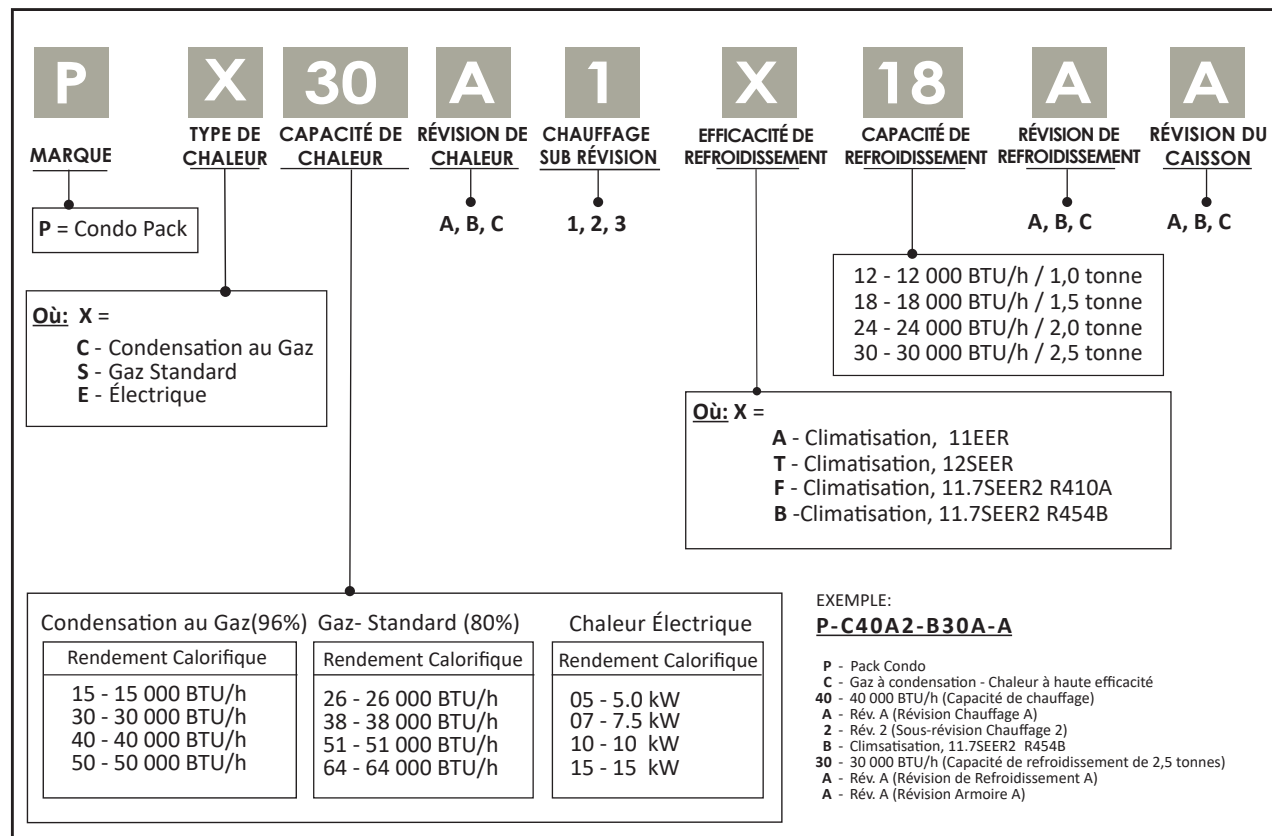 P X 30 A 1 X 18 A A
MARQUE
TYPE DE
CHALEUR
CAPACITÉ DE
CHALEUR
RÉVISION DE
CHALEUR
CHAUFFAGE
SUB RÉVISION
EFFICACITÉ DE
REFROIDISSEMENT
CAPACITÉ DE
REFROIDISSEMENT
RÉVISION DE
REFROIDISSEMENT
RÉVISION DU
CAISSON
P = Condo Pack
A, B, C
1, 2, 3
A, B, C
A, B, C
Où: X =
C - Condensation au Gaz
S - Gaz Standard
E - Électrique
12 - 12 000 BTU/h / 1,0 tonne
18 - 18 000 BTU/h / 1,5 tonne
24 - 24 000 BTU/h / 2,0 tonne
30 - 30 000 BTU/h / 2,5 tonne
Où: X =
A - Climatisation, 11EER
T - Climatisation, 12SEER
F - Climatisation, 11.7SEER2 R410A
B -Climatisation, 11.7SEER2 R454B
Condensation au Gaz(96%)
Rendement Calorifique
15 - 15 000 BTU/h
30 - 30 000 BTU/h
40 - 40 000 BTU/h
50 - 50 000 BTU/h
Gaz- Standard (80%)
Rendement Calorifique
26 - 26 000 BTU/h
38 - 38 000 BTU/h
51 - 51 000 BTU/h
64 - 64 000 BTU/h
Chaleur Électrique
Rendement Calorifique
05 - 5.0 kW
07 - 7.5 kW
10 - 10 kW
15 - 15 kW
EXEMPLE:
P-C40A2-B30A-A
P - Pack Condo
C - Gaz à condensation - Chaleur à haute efficacité
40 - 40 000 BTU/h (Capacité de chauffage)
A - Rév. A (Révision Chauffage A)
2 - Rév. 2 (Sous-révision Chauffage 2)
B - Climsatisation, 11.7SEER2 R454B
30 - 30 000 BTU/h (Capacité de refroidissement de 2,5 tonnes)
A - Rév. A (Révision de Refroidissement A)
A - Rév. A (Révision Armoire A)